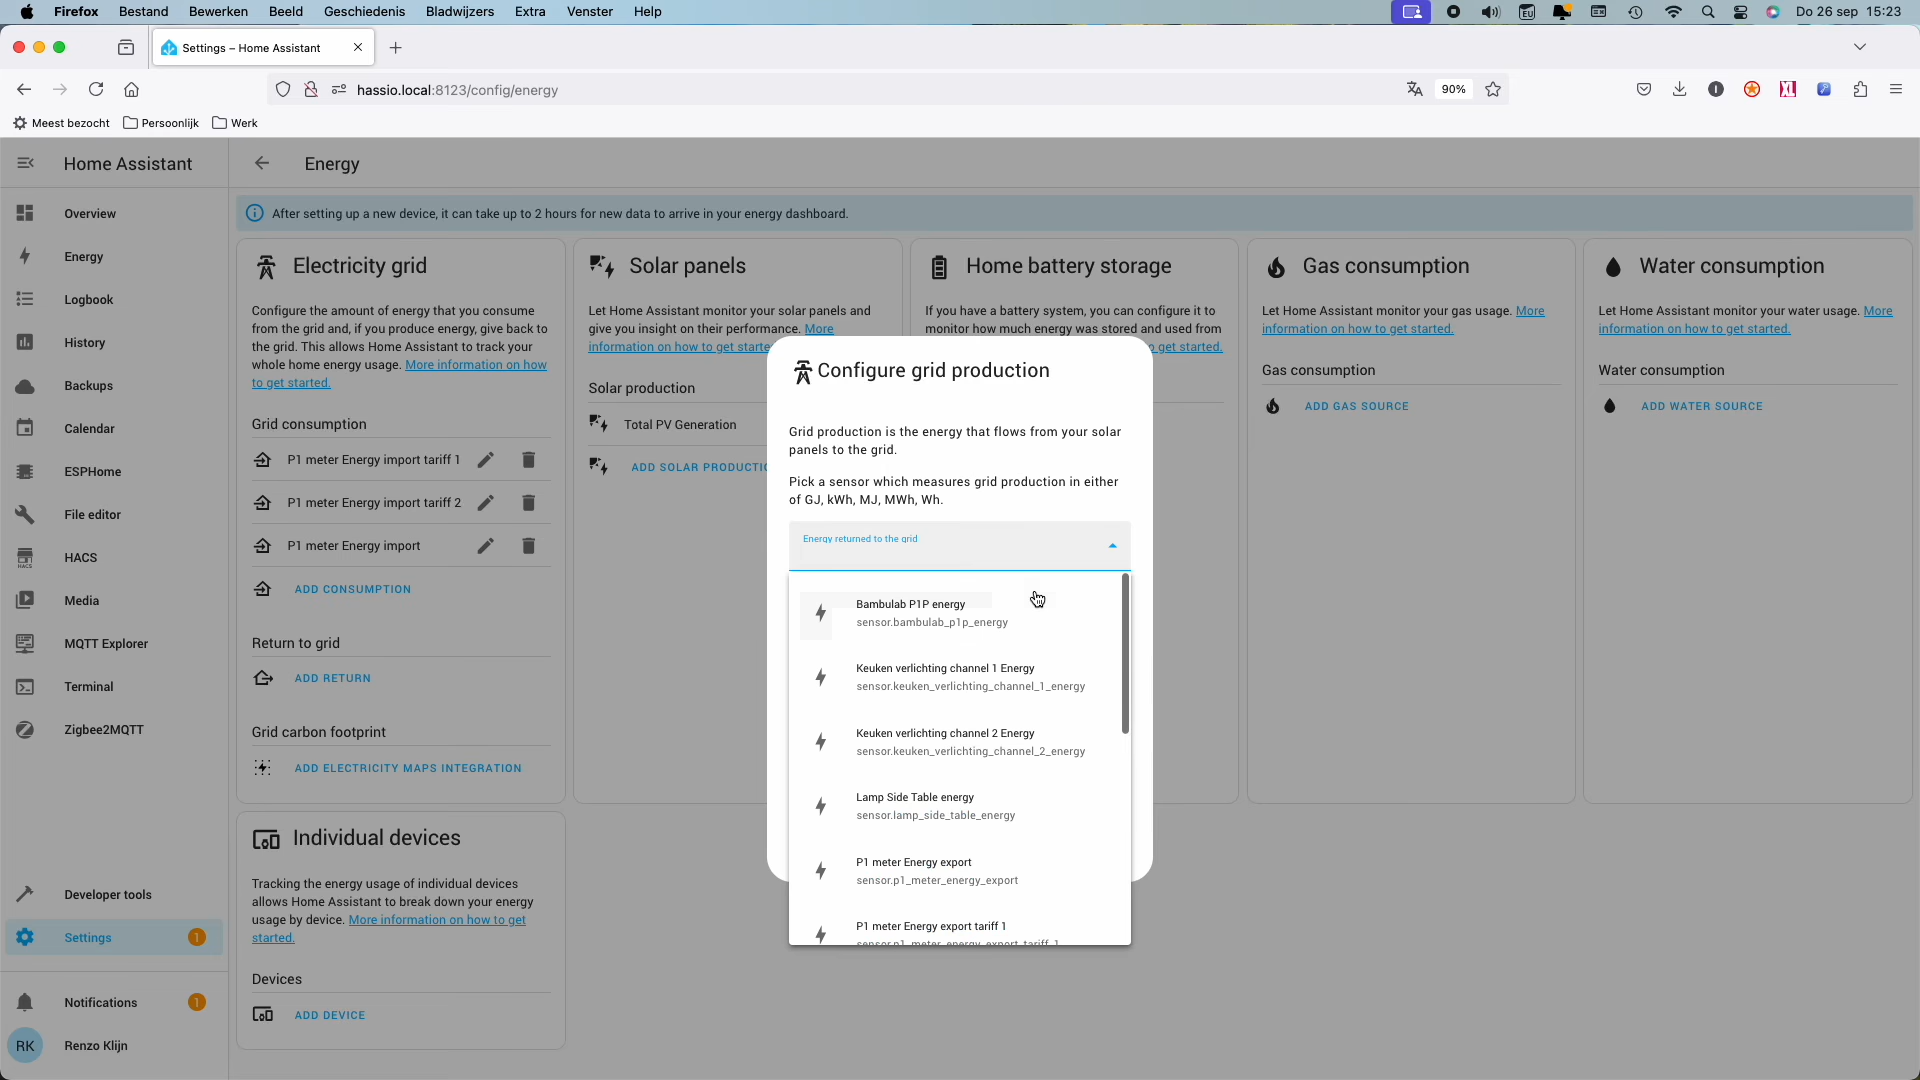 Firefox Bestand Bewerken Beeld Geschiedenis Bladwijzers Extra Venster Help
Do 26 sep 15:23
Settings – Home Assistant
hassio.local:8123/config/energy
90%
Meest bezocht Persoonlijk Werk
Home Assistant
Energy
Overview
Energy
Logbook
History
Backups
Calendar
ESPHome
File editor
HACS
Media
MQTT Explorer
Terminal
Zigbee2MQTT
Developer tools
Settings 1
Notifications 1
RK Renzo Klijn
After setting up a new device, it can take up to 2 hours for new data to arrive in your energy dashboard.
Electricity grid
Configure the amount of energy that you consume
from the grid and, if you produce energy, give back to
the grid. This allows Home Assistant to track your
whole home energy usage. More information on how
to get started.
Grid consumption
P1 meter Energy import tariff 1
P1 meter Energy import tariff 2
P1 meter Energy import
ADD CONSUMPTION
Return to grid
ADD RETURN
Grid carbon footprint
ADD ELECTRICITY MAPS INTEGRATION
Individual devices
Tracking the energy usage of individual devices
allows Home Assistant to break down your energy
usage by device. More information on how to get
started.
Devices
ADD DEVICE
Solar panels
Let Home Assistant monitor your solar panels and
give you insight on their performance. More
information on how to get starte
Solar production
Total PV Generation
ADD SOLAR PRODUCTIO
Home battery storage
If you have a battery system, you can configure it to
monitor how much energy was stored and used from
o get started.
Gas consumption
Let Home Assistant monitor your gas usage. More
information on how to get started.
Gas consumption
ADD GAS SOURCE
Water consumption
Let Home Assistant monitor your water usage. More
information on how to get started.
Water consumption
ADD WATER SOURCE
Configure grid production
Grid production is the energy that flows from your solar
panels to the grid.
Pick a sensor which measures grid production in either
of GJ, kWh, MJ, MWh, Wh.
Energy returned to the grid
Bambulab P1P energy
sensor.bambulab_p1p_energy
Keuken verlichting channel 1 Energy
sensor.keuken_verlichting_channel_1_energy
Keuken verlichting channel 2 Energy
sensor.keuken_verlichting_channel_2_energy
Lamp Side Table energy
sensor.lamp_side_table_energy
P1 meter Energy export
sensor.p1_meter_energy_export
P1 meter Energy export tariff 1
sensor.p1_meter_energy_export_tariff_1